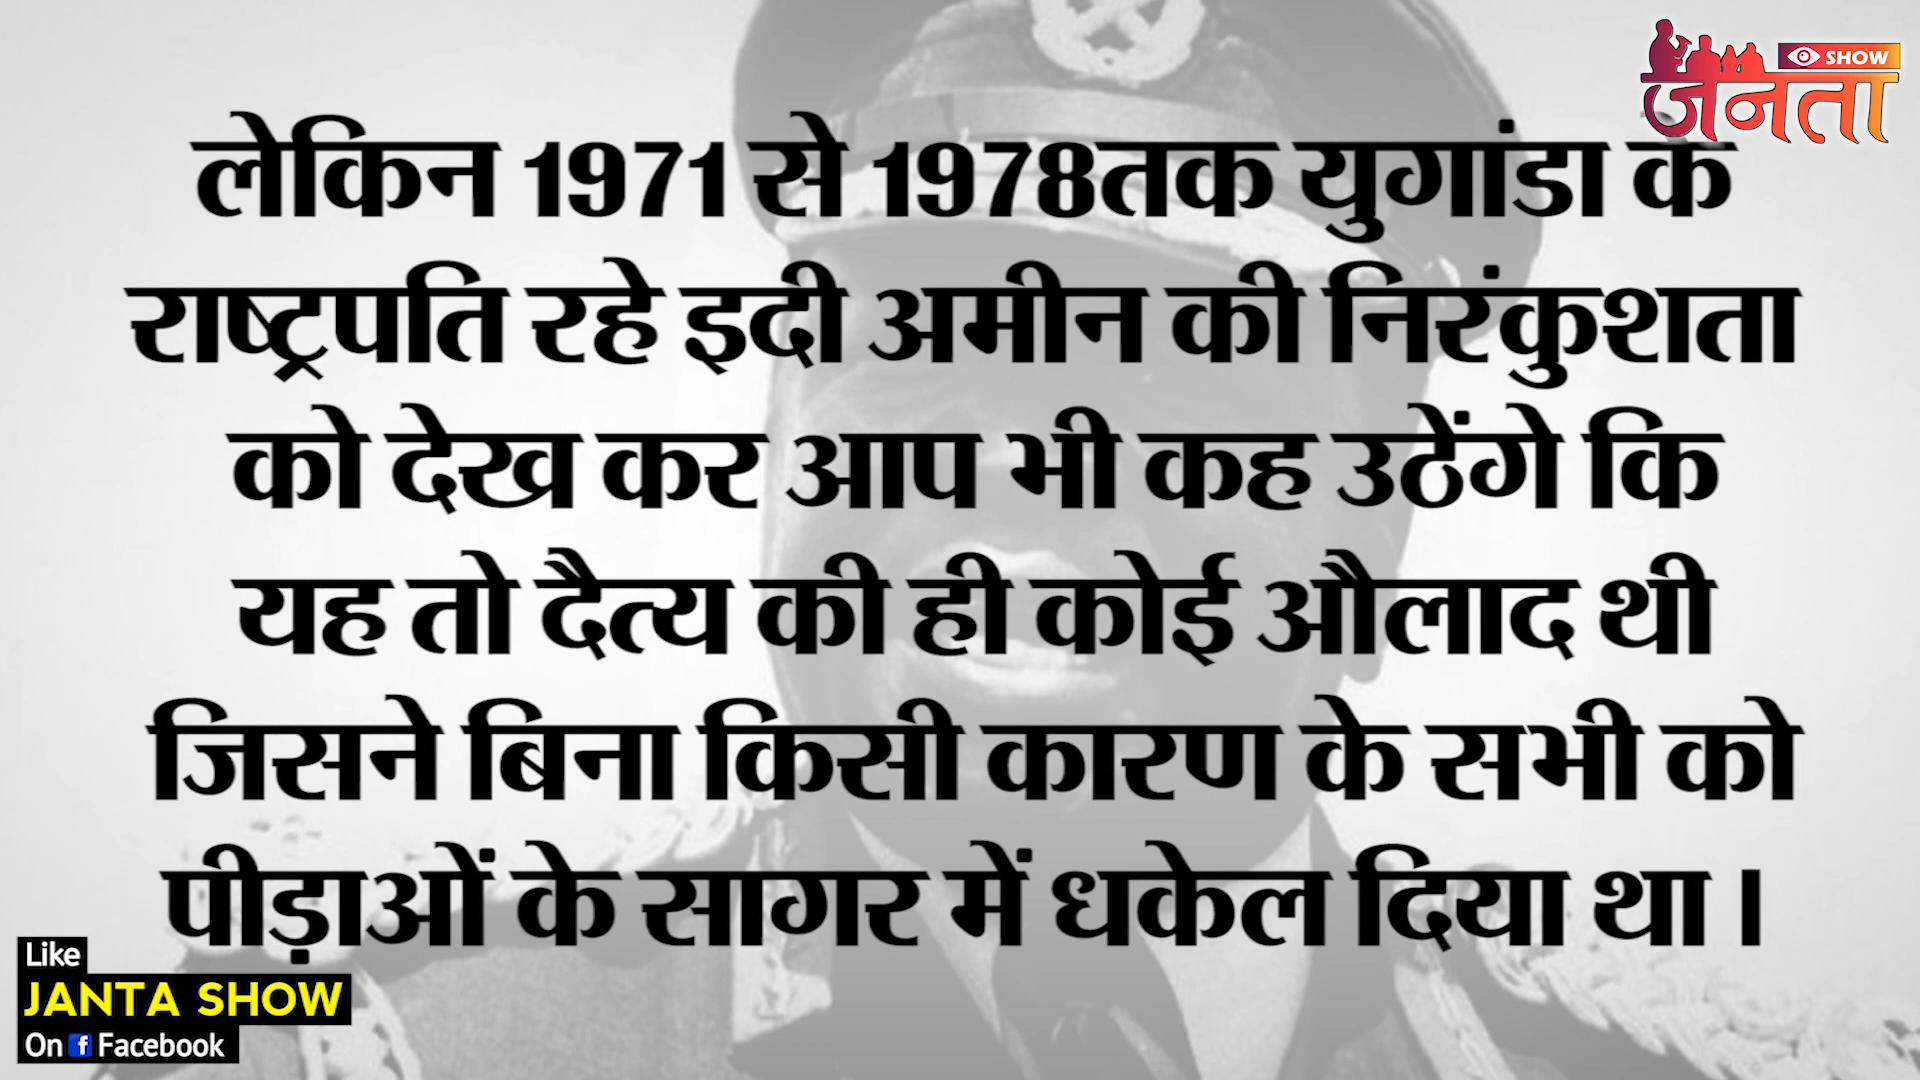 SHOW
जनता
लेकिन 1971 से 1978तक युगांडा के
राष्ट्रपति रहे इदी अमीन की निरंकुशता
को देख कर आप भी कह उठेंगे कि
यह तो दैत्य की ही कोई औलाद थी
जिसने बिना किसी कारण के सभी को
पीड़ाओं के सागर में धकेल दिया था ।
Like
JANTA SHOW
On f Facebook